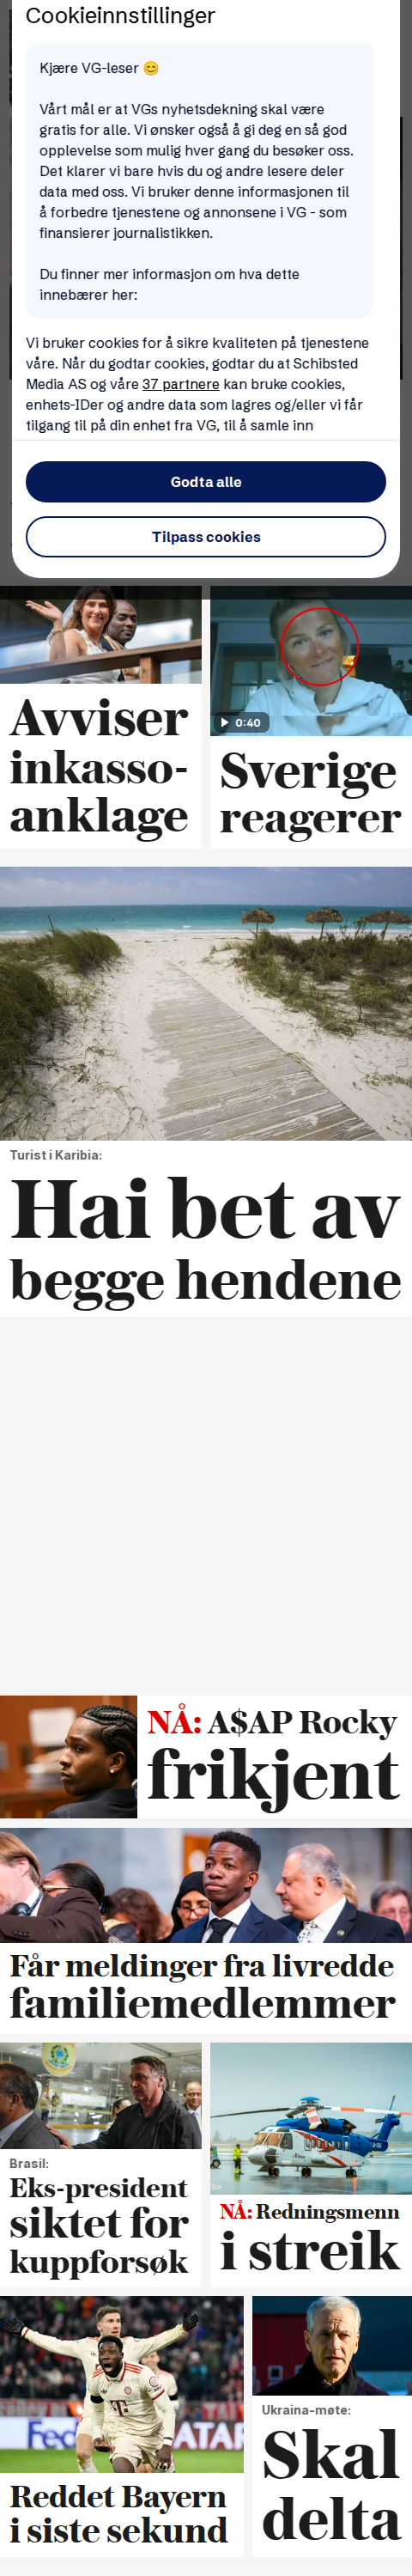 Cookieinnstillinger
Kjære VG-leser 😊
Vårt mål er at VGs nyhetsdekning skal være
gratis for alle. Vi ønsker også å gi deg en så god
opplevelse som mulig hver gang du besøker oss.
Det klarer vi bare hvis du og andre lesere deler
data med oss. Vi bruker denne informasjonen til
å forbedre tjenestene og annonsene i VG - som
finansierer journalistikken.
Du finner mer informasjon om hva dette
innebærer her:
Vi bruker cookies for å sikre kvaliteten på tjenestene
våre. Når du godtar cookies, godtar du at Schibsted
Media AS og våre 37 partnere kan bruke cookies,
enhets-IDer og andre data som lagres og/eller vi får
tilgang til på din enhet fra VG, til å samle inn
Godta alle
Tilpass cookies
Avviser
inkasso-
anklage
0:40
Sverige
reagerer
Turist i Karibia:
Hai bet av
begge hendene
NÅ: A$AP Rocky
frikjent
Får meldinger fra livredde
familiemedlemmer
Brasil:
Eks-president
siktet for
kuppforsøk
NÅ: Redningsmenn
i streik
Reddet Bayern
i siste sekund
Ukraina-møte:
Skal
delta